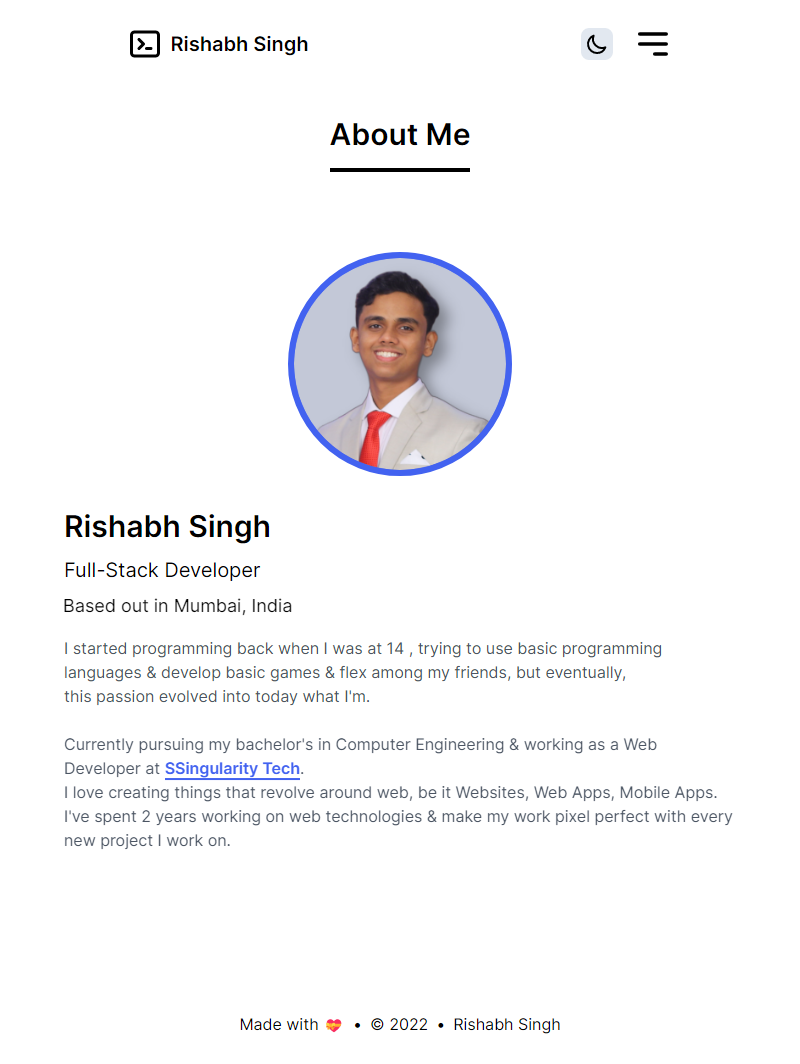 Rishabh Singh
About Me
Rishabh Singh
Full-Stack Developer
Based out in Mumbai, India
I started programming back when I was at 14 , trying to use basic programming
languages & develop basic games & flex among my friends, but eventually,
this passion evolved into today what I'm.
Currently pursuing my bachelor's in Computer Engineering & working as a Web
Developer at SSingularity Tech.
I love creating things that revolve around web, be it Websites, Web Apps, Mobile Apps.
I've spent 2 years working on web technologies & make my work pixel perfect with every
new project I work on.
Made with 💝 • © 2022 • Rishabh Singh